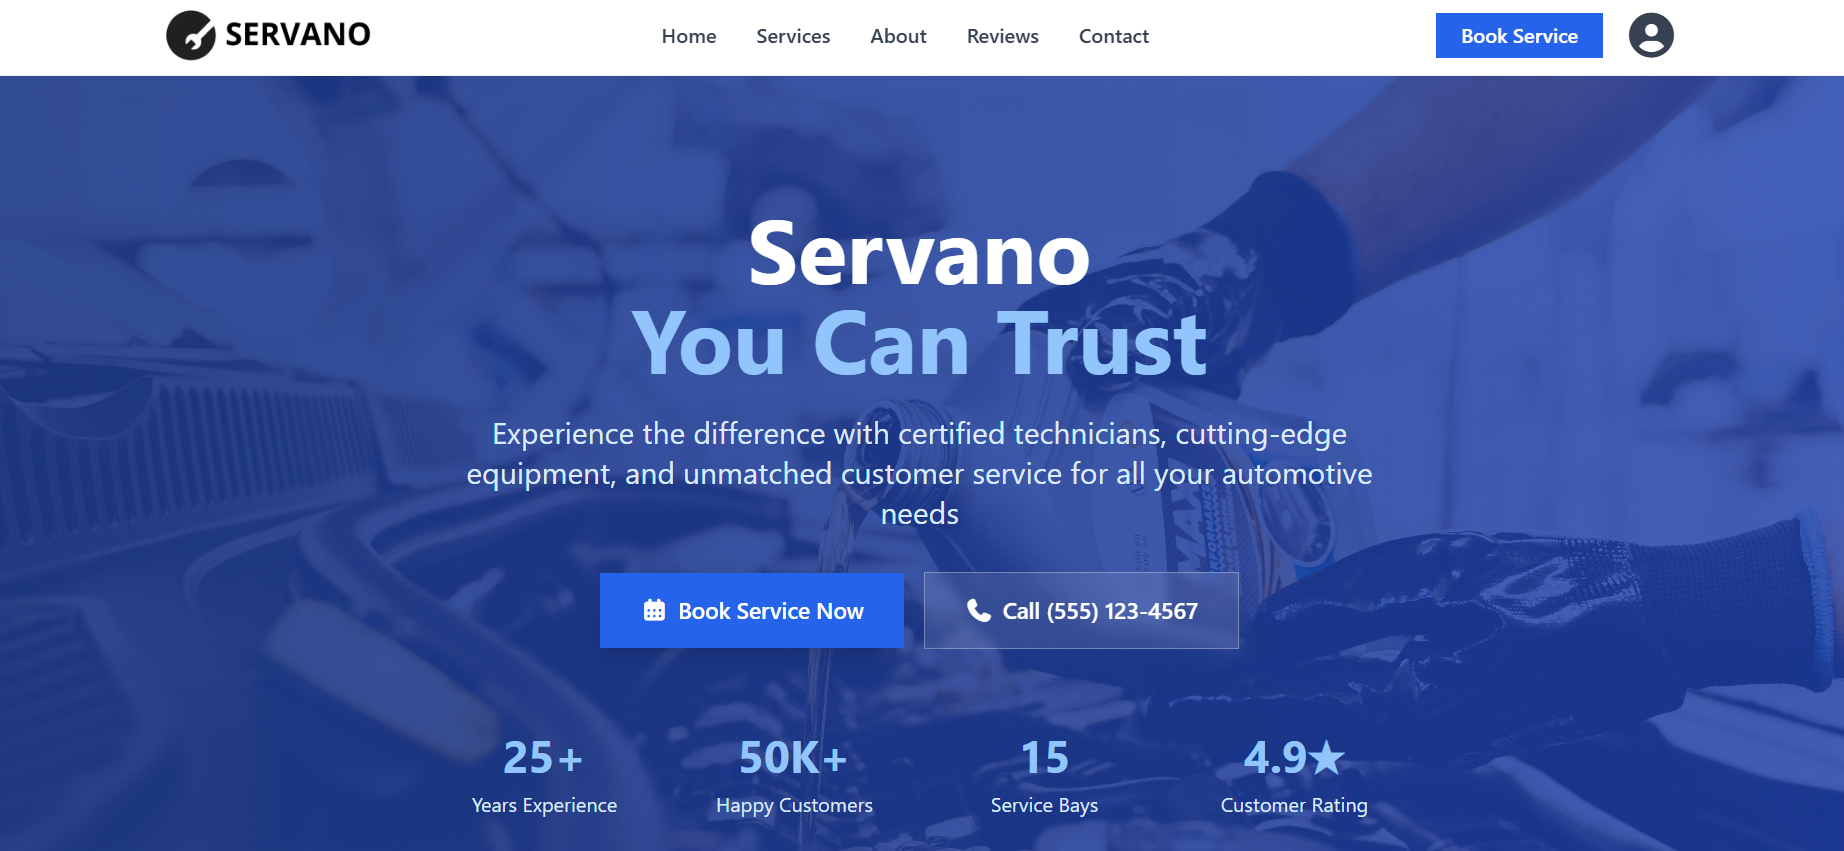 SERVANO
Home Services About Reviews Contact
Book Service
Servano
You Can Trust
Experience the difference with certified technicians, cutting-edge
equipment, and unmatched customer service for all your automotive
needs
Book Service Now
Call (555) 123-4567
25+ 50K+ 15 4.9★
Years Experience Happy Customers Service Bays Customer Rating